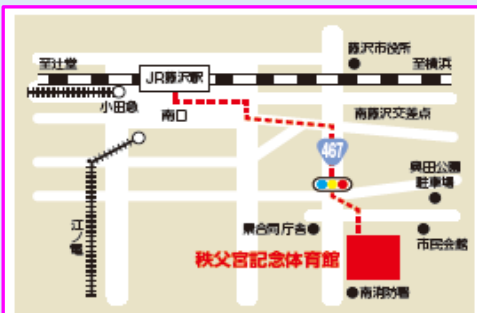 藤沢市役所
至辻堂
至横浜
JR藤沢駅
小田急
南口
南藤沢交差点
467
奥田公園
駐車場
江ノ電
県合同庁舎
市民会館
秩父宮記念体育館
南消防署